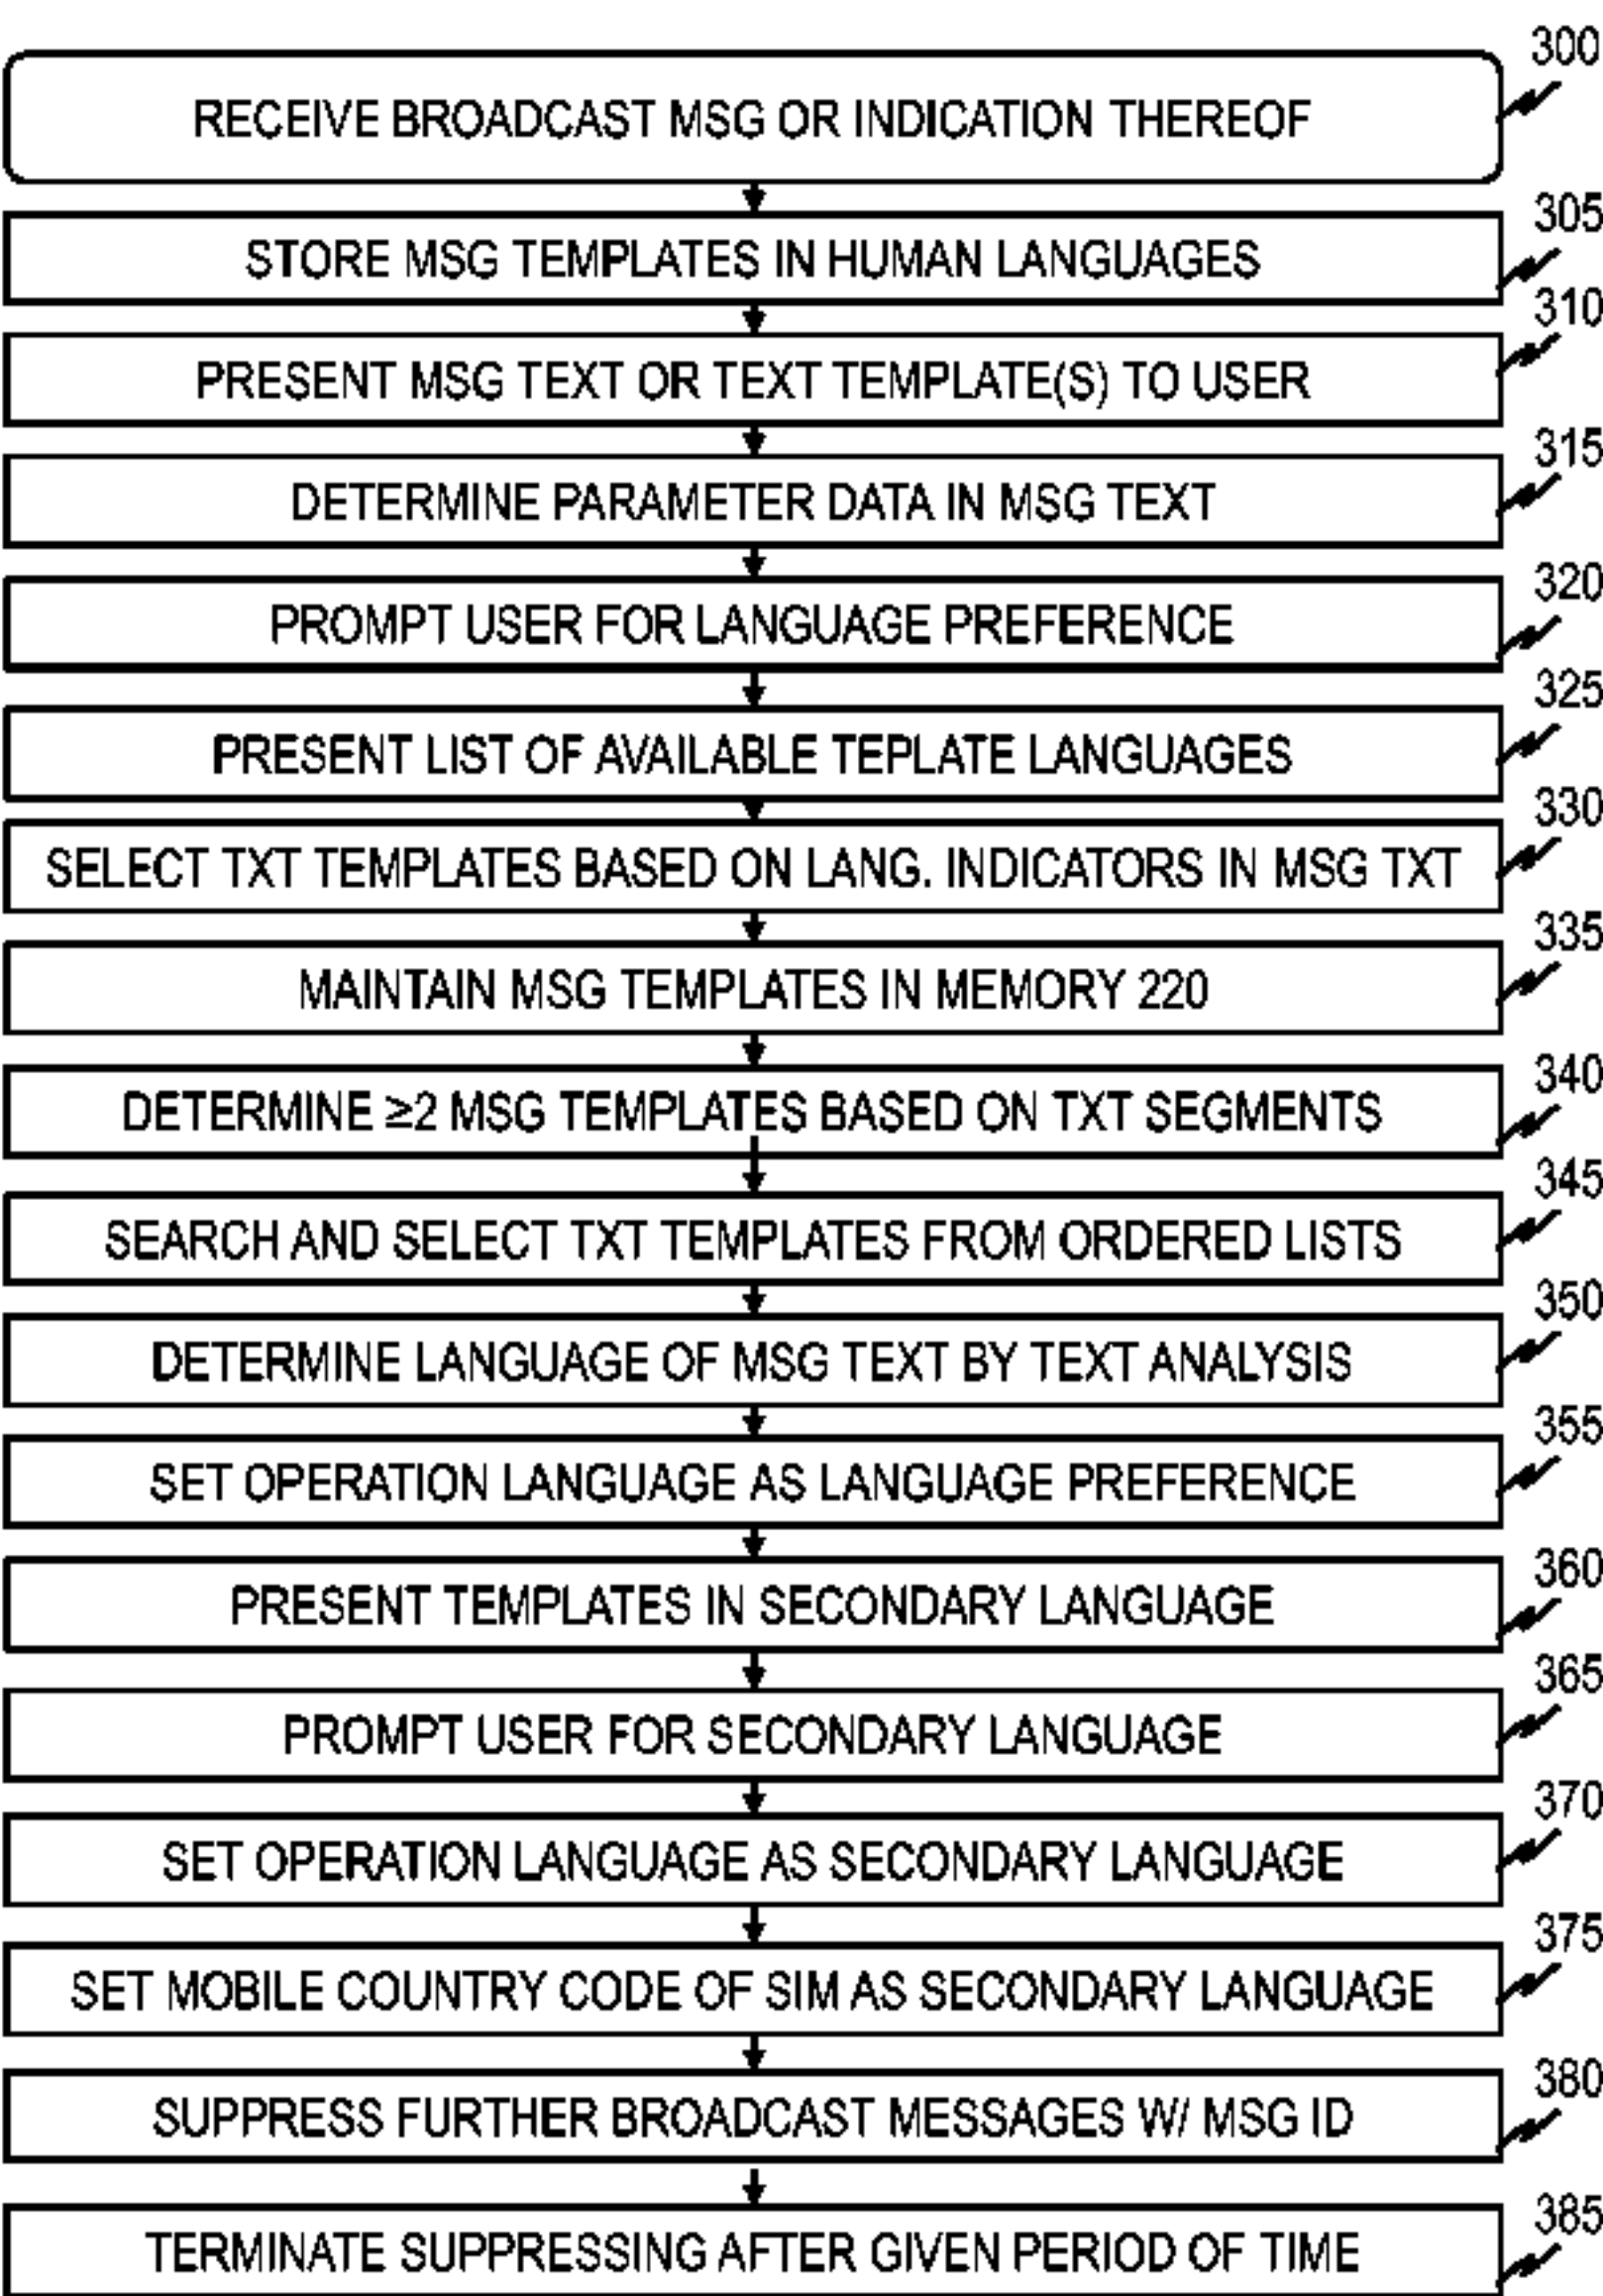 300
RECEIVE BROADCAST MSG OR INDICATION THEREOF
305
STORE MSG TEMPLATES IN HUMAN LANGUAGES
310
PRESENT MSG TEXT OR TEXT TEMPLATE(S) TO USER
315
DETERMINE PARAMETER DATA IN MSG TEXT
320
PROMPT USER FOR LANGUAGE PREFERENCE
325
PRESENT LIST OF AVAILABLE TEPLATE LANGUAGES
330
SELECT TXT TEMPLATES BASED ON LANG. INDICATORS IN MSG TXT
335
MAINTAIN MSG TEMPLATES IN MEMORY 220
340
DETERMINE ≥2 MSG TEMPLATES BASED ON TXT SEGMENTS
345
SEARCH AND SELECT TXT TEMPLATES FROM ORDERED LISTS
350
DETERMINE LANGUAGE OF MSG TEXT BY TEXT ANALYSIS
355
SET OPERATION LANGUAGE AS LANGUAGE PREFERENCE
360
PRESENT TEMPLATES IN SECONDARY LANGUAGE
365
PROMPT USER FOR SECONDARY LANGUAGE
370
SET OPERATION LANGUAGE AS SECONDARY LANGUAGE
375
SET MOBILE COUNTRY CODE OF SIM AS SECONDARY LANGUAGE
380
SUPPRESS FURTHER BROADCAST MESSAGES W/ MSG ID
385
TERMINATE SUPPRESSING AFTER GIVEN PERIOD OF TIME